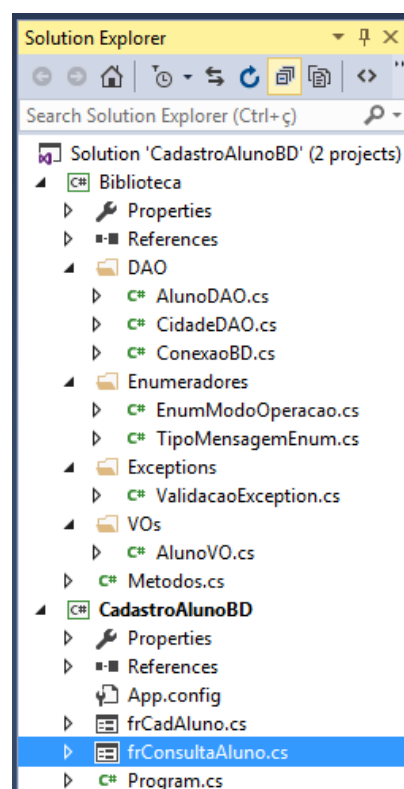 Solution Explorer
Search Solution Explorer (Ctrl+ç)
Solution 'CadastroAlunoBD' (2 projects)
C# Biblioteca
Properties
References
DAO
C# AlunoDAO.cs
C# CidadeDAO.cs
C# ConexaoBD.cs
Enumeradores
C# EnumModoOperacao.cs
C# TipoMensagemEnum.cs
Exceptions
C# ValidacaoException.cs
VOs
C# AlunoVO.cs
C# Metodos.cs
C# CadastroAlunoBD
Properties
References
App.config
frCadAluno.cs
frConsultaAluno.cs
C# Program.cs